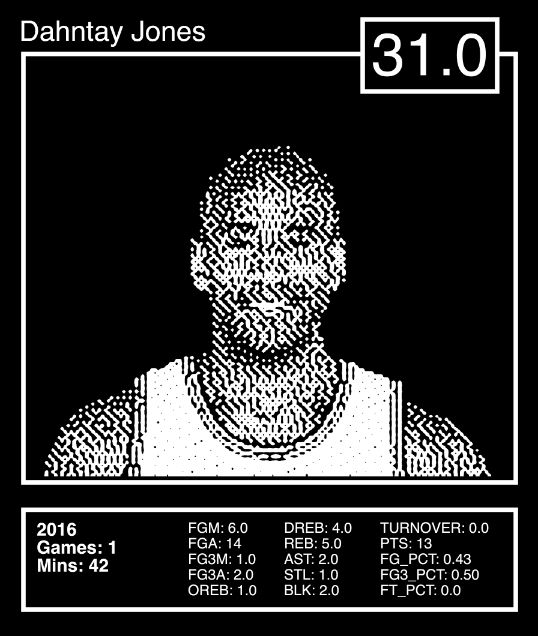 Dahntay Jones
31.0
2016
Games: 1
Mins: 42
FGM: 6.0
FGA: 14
FG3M: 1.0
FG3A: 2.0
OREB: 1.0
DREB: 4.0
REB: 5.0
AST: 2.0
STL: 1.0
BLK: 2.0
TURNOVER: 0.0
PTS: 13
FG_PCT: 0.43
FG3_PCT: 0.50
FT_PCT: 0.0